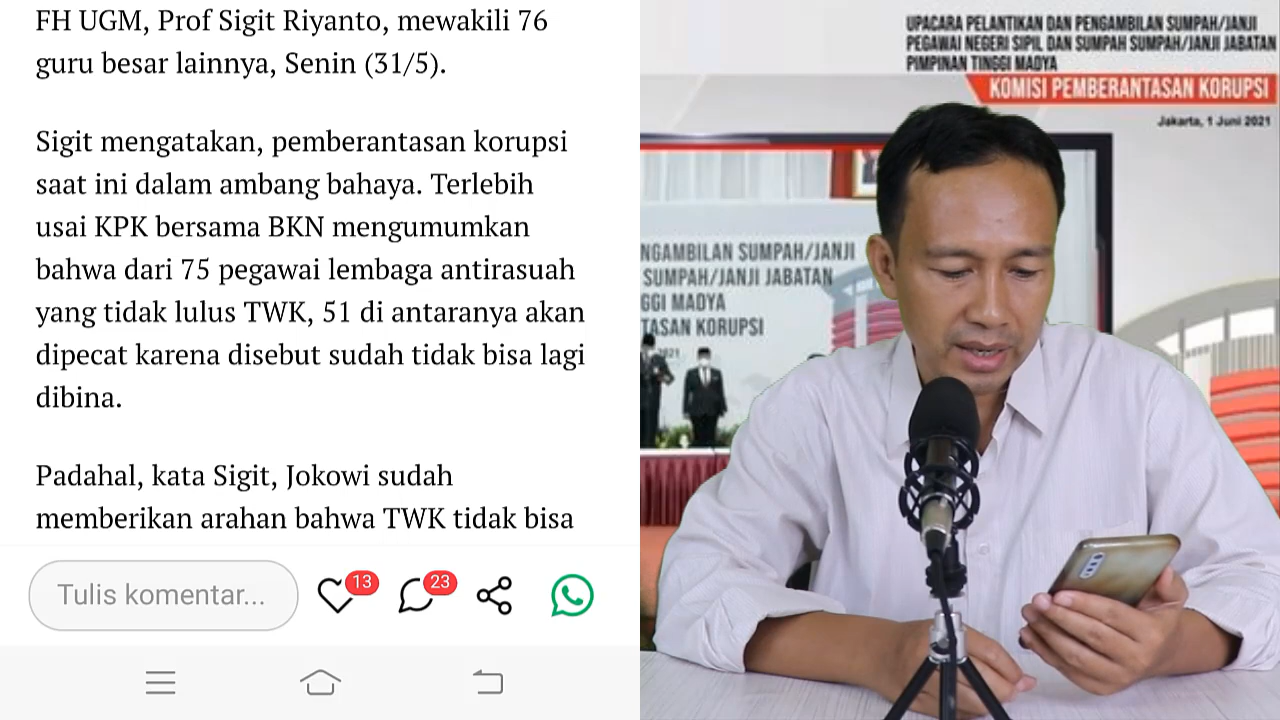 FH UGM, Prof Sigit Riyanto, mewakili 76
guru besar lainnya, Senin (31/5).
Sigit mengatakan, pemberantasan korupsi
saat ini dalam ambang bahaya. Terlebih
usai KPK bersama BKN mengumumkan
bahwa dari 75 pegawai lembaga antirasuah
yang tidak lulus TWK, 51 di antaranya akan
dipecat karena disebut sudah tidak bisa lagi
dibina.
Padahal, kata Sigit, Jokowi sudah
memberikan arahan bahwa TWK tidak bisa
Tulis komentar...
13
23
UPACARA PELANTIKAN DAN PENGAMBILAN SUMPAH/JANJI
PEGAWAI NEGERI SIPIL DAN SUMPAH SUMPAH/JANJI JABATAN
PIMPINAN TINGGI MADYA
KOMISI PEMBERANTASAN KORUPSI
Jakarta, 1 Juni 2021
NGAMBILAN SUMPAH/JANJI
SUMPAH/JANJI JABATAN
GGI MADYA
TASAN KORUPSI
2021